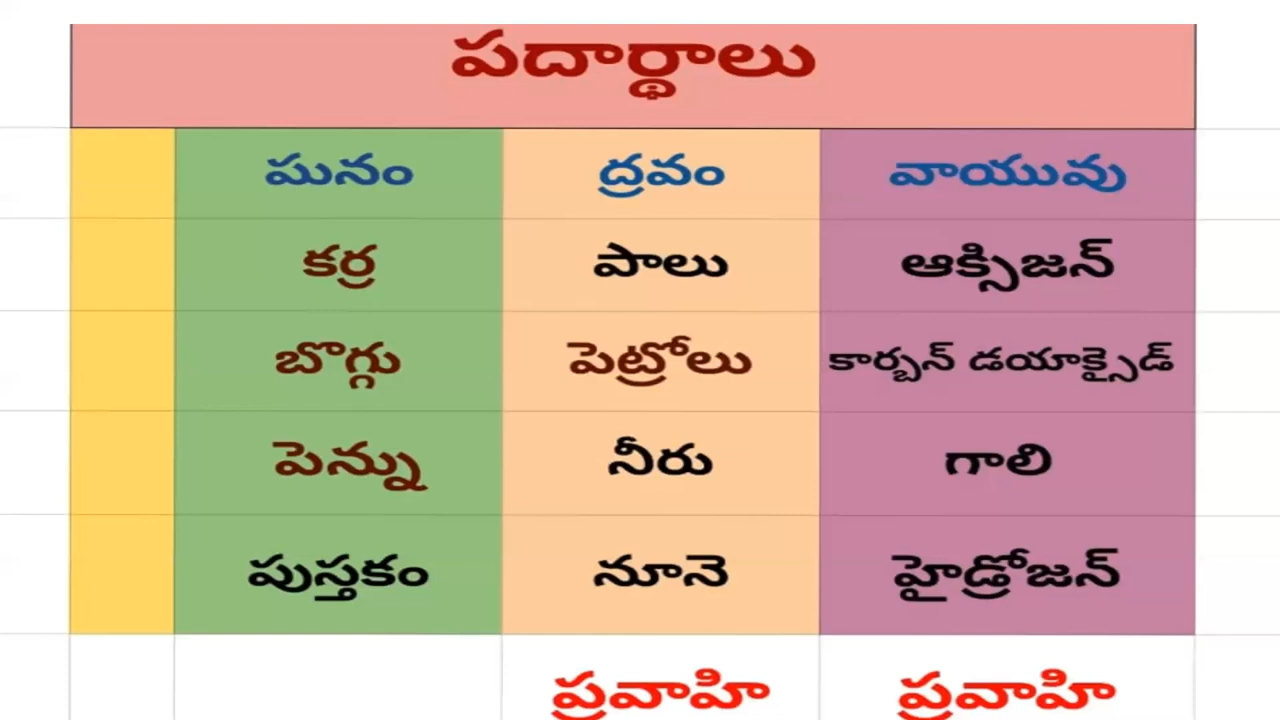 పదార్థాలు
ఘనం ద్రవం వాయువు
కర్ర పాలు ఆక్సిజన్
బొగ్గు పెట్రోలు కార్బన్ డయాక్సైడ్
పెన్ను నీరు గాలి
పుస్తకం నూనె హైడ్రోజన్
ప్రవాహి ప్రవాహి